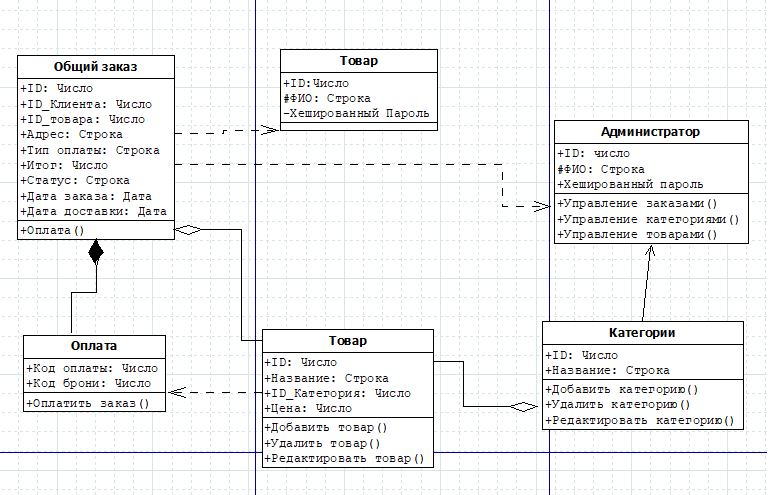 Общий заказ
+ID: Число
+ID_Клиента: Число
+ID_товара: Число
+Адрес: Строка
+Тип оплаты: Строка
+Итог: Число
+Статус: Строка
+Дата заказа: Дата
+Дата доставки: Дата
+Оплата()
Товар
+ID:Число
#ФИО: Строка
-Хешированный Пароль
Администратор
+ID: число
#ФИО: Строка
+Хешированный пароль
+Управление заказами()
+Управление категориями()
+Управление товарами()
Оплата
+Код оплаты: Число
+Код брони: Число
+Оплатить заказ()
Товар
+ID: Число
+Название: Строка
+ID_Категория: Число
+Цена: Число
+Добавить товар()
+Удалить товар()
+Редактировать товар()
Категории
+ID: Число
+Название: Строка
+Добавить категорию()
+Удалить категорию()
+Редактировать категорию()